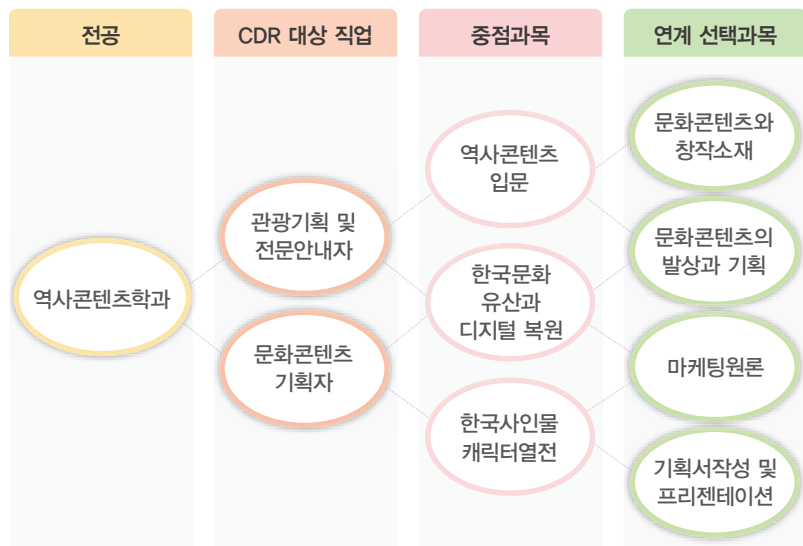 전공
CDR 대상 직업
중점과목
연계 선택과목
역사콘텐츠학과
관광기획 및
전문안내자
문화콘텐츠
기획자
역사콘텐츠
입문
한국문화
유산과
디지털 복원
한국사인물
캐릭터열전
문화콘텐츠와
창작소재
문화콘텐츠의
발상과 기획
마케팅원론
기획서작성 및
프리젠테이션